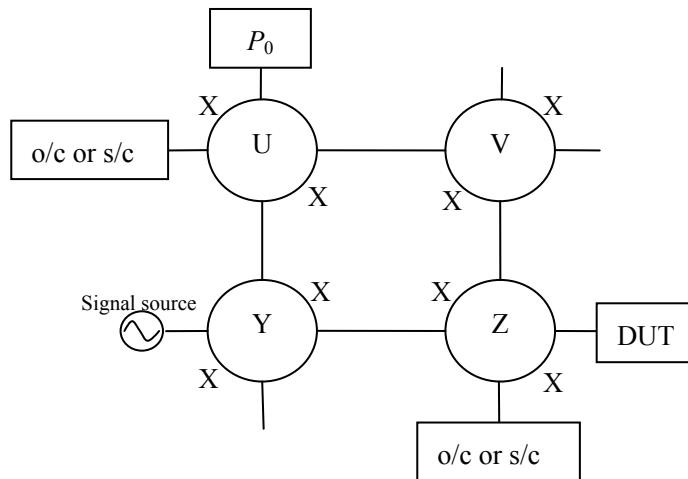 P0
X
X
o/c or s/c
U
V
X
X
Signal source
X
X
Y
Z
DUT
X
X
o/c or s/c